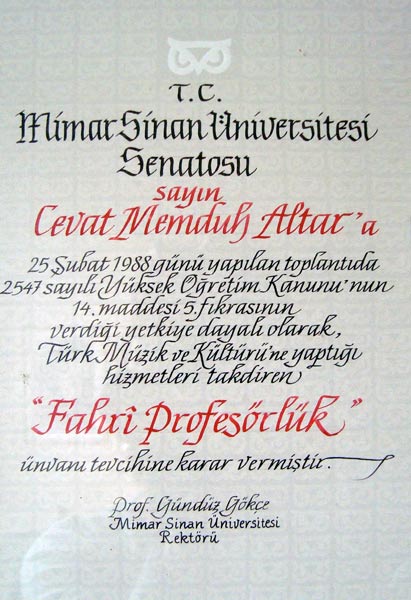 T.C.
Mimar Sinan Üniversitesi
Senatosu
sayın
Cevat Memduh Altar'a
25 Şubat 1988 günü yapılan toplantıda
2547 sayılı Yüksek Öğretim Kanunu'nun
14. maddesi 5. fıkrasının
verdiği yetkiye dayalı olarak,
Türk Müzik ve Kültürü'ne yaptığı
hizmetleri takdiren
"Fahrî Profesörlük"
ünvanı tevcihine karar vermiştir.
Prof. Gündüz Gökçe
Mimar Sinan Üniversitesi
Rektörü